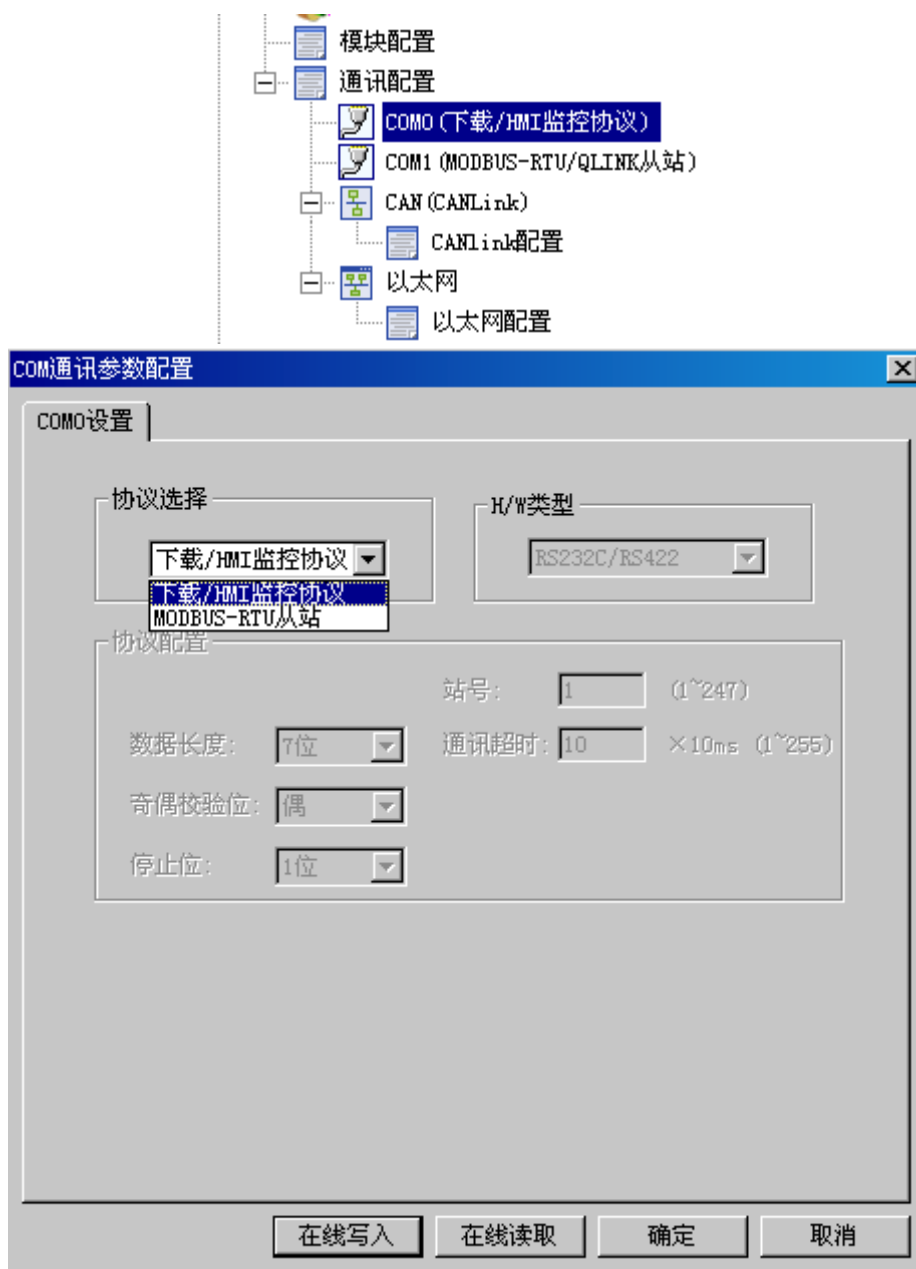 模块配置
通讯配置
COM0(下载/HMI监控协议)
COM1(MODBUS-RTU/QLINK从站)
CAN(CANLink)
CANlink配置
以太网
以太网配置
COM通讯参数配置
COM0设置
协议选择
H/W类型
下载/HMI监控协议
RS232C/RS422
下载/HMI监控协议
MODBUS-RTU从站
协议配置
站号: 1 (1~247)
数据长度: 7位 通讯超时: 10 ×10ms (1~255)
奇偶校验位: 偶
停止位: 1位
在线写入 在线读取 确定 取消